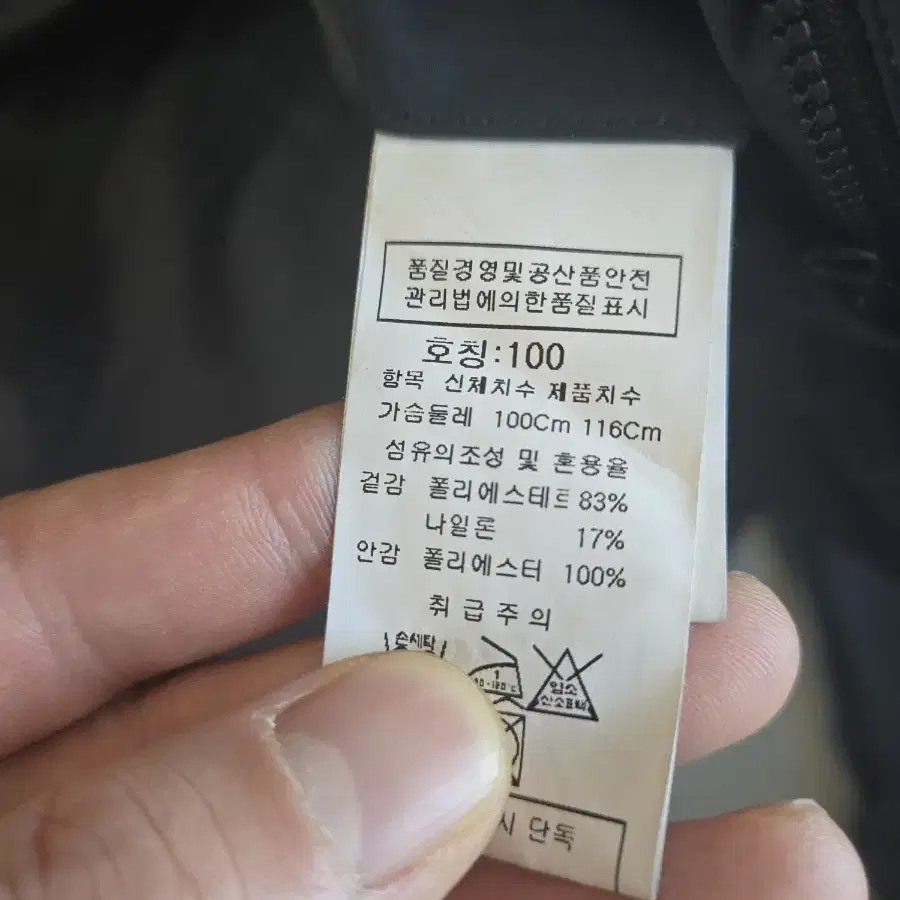 품질경영및공산품안전
관리법에의한품질표시
호칭:100
항목 신체치수 제품치수
가슴둘레 100Cm 116Cm
섬유의조성 및 혼용율
겉감 폴리에스테르 83%
나일론 17%
안감 폴리에스터 100%
취급주의
손세탁
1
염소
산소표백
시 단독